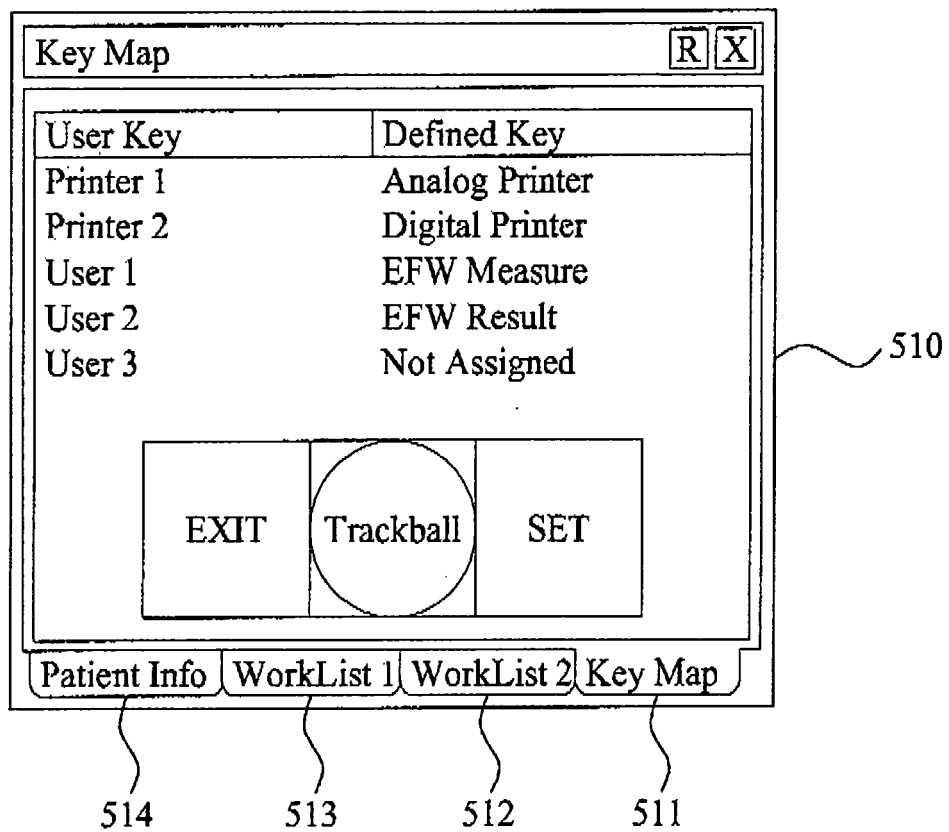 Key Map R X
User Key Defined Key
Printer 1 Analog Printer
Printer 2 Digital Printer
User 1 EFW Measure
User 2 EFW Result
User 3 Not Assigned
510
EXIT Trackball SET
Patient Info WorkList 1 WorkList 2 Key Map
514 513 512 511